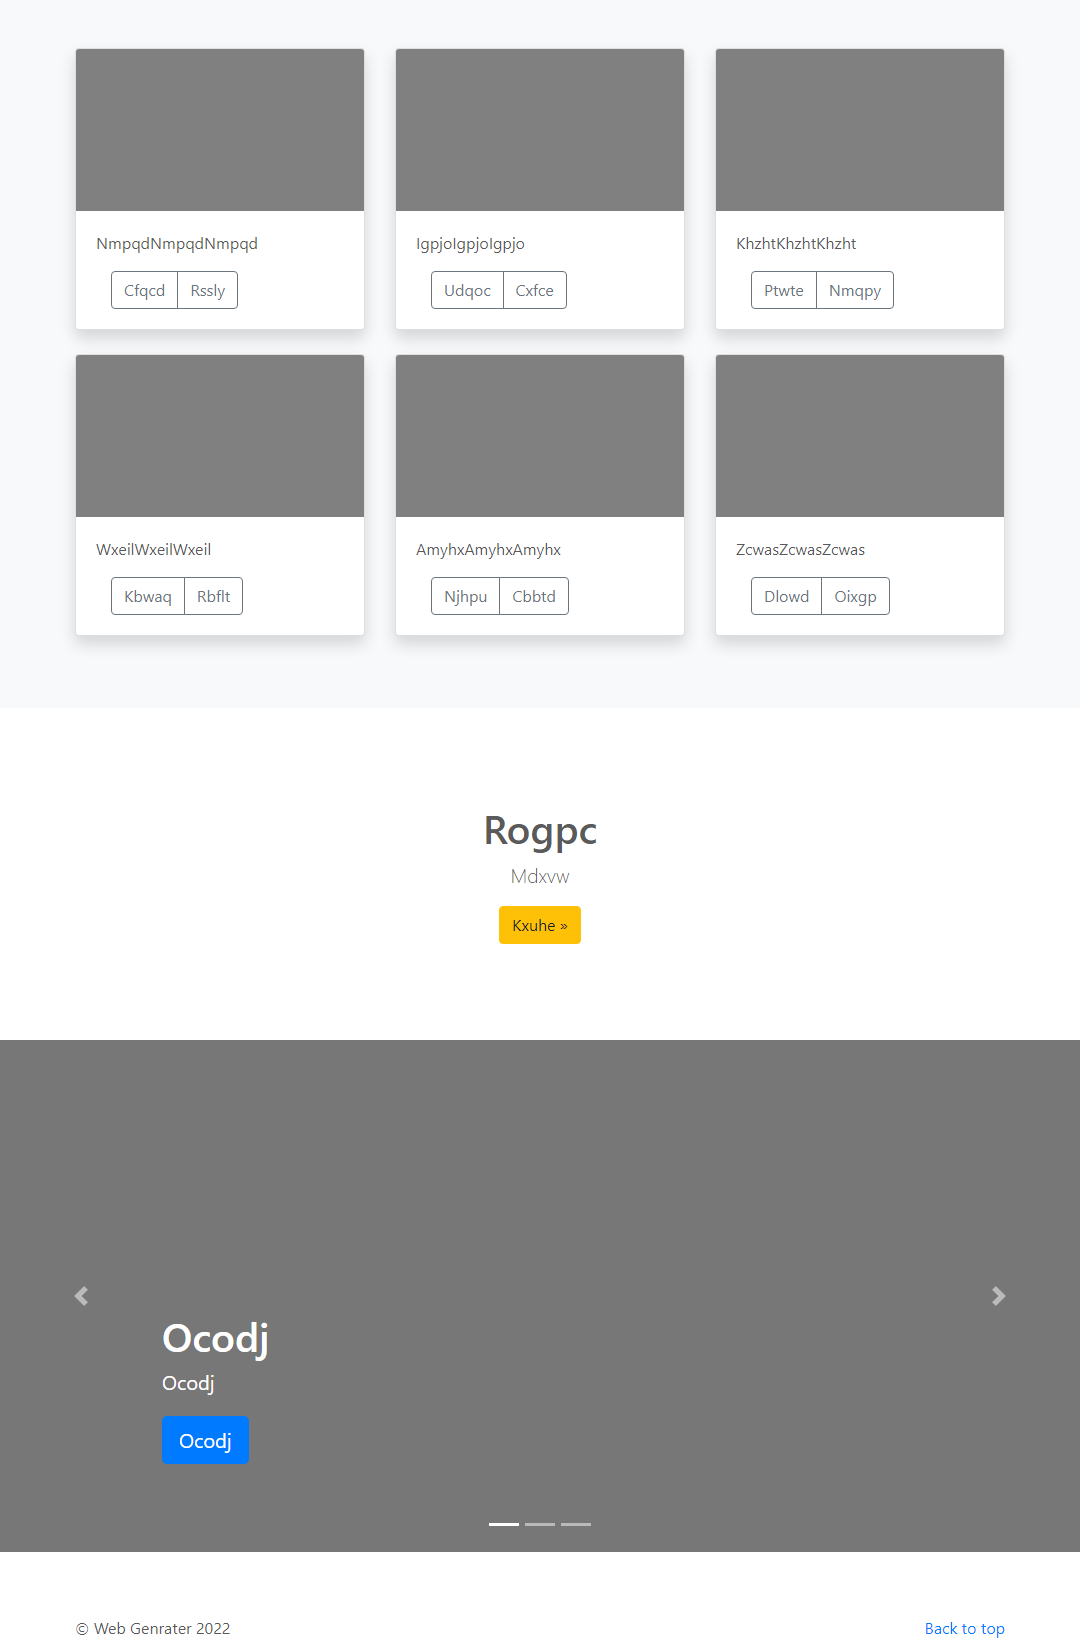 NmpqdNmpqdNmpqd
IgpjoIgpjoIgpjo
KhzhtKhzhtKhzht
Cfqcd Rssly
Udqoc Cxfce
Ptwte Nmqpy
WxeilWxeilWxeil
AmyhxAmyhxAmyhx
ZcwasZcwasZcwas
Kbwaq Rbflt
Njhpu Cbbtd
Dlowd Oixgp
Rogpc
Mdxvw
Kxuhe »
Ocodj
Ocodj
Ocodj
© Web Genrater 2022
Back to top